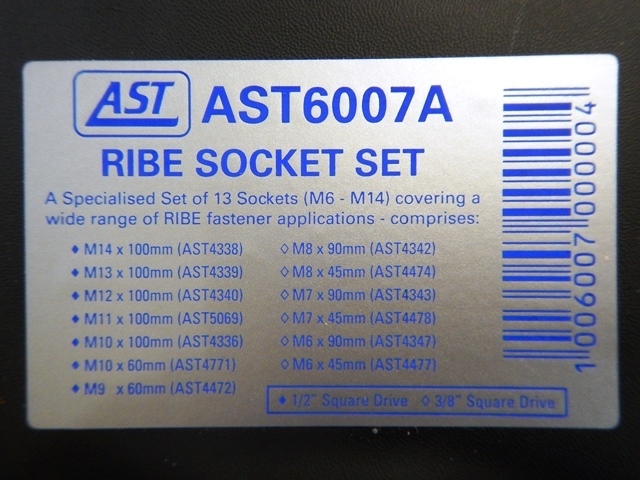 AST AST6007A
RIBE SOCKET SET
A Specialised Set of 13 Sockets (M6 - M14) covering a
wide range of RIBE fastener applications - comprises:
◆ M14 x 100mm (AST4338)
◆ M13 x 100mm (AST4339)
◆ M12 x 100mm (AST4340)
◆ M11 x 100mm (AST5069)
◆ M10 x 100mm (AST4336)
◆ M10 x 60mm (AST4771)
◆ M9 x 60mm (AST4472)
◇ M8 x 90mm (AST4342)
◇ M8 x 45mm (AST4474)
◇ M7 x 90mm (AST4343)
◇ M7 x 45mm (AST4478)
◇ M6 x 90mm (AST4347)
◇ M6 x 45mm (AST4477)
◆ 1/2" Square Drive ◇ 3/8" Square Drive
1006007000004